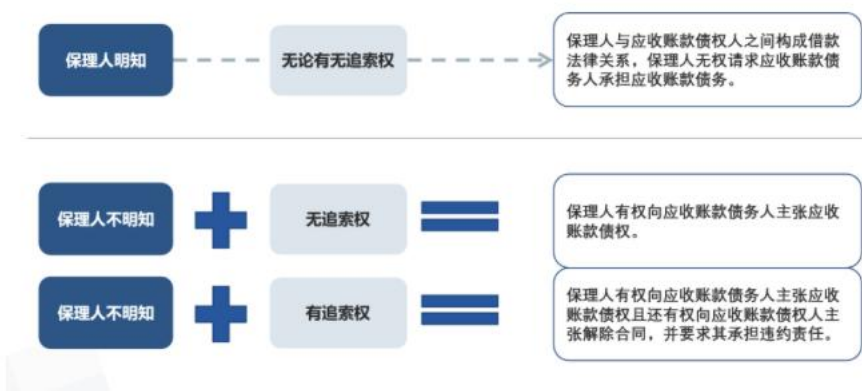 保理人明知
无论有无追索权
保理人与应收账款债权人之间构成借款
法律关系，保理人无权请求应收账款债
务人承担应收账款债务。
保理人不明知
无追索权
保理人有权向应收账款债务人主张应收
账款债权。
保理人不明知
有追索权
保理人有权向应收账款债务人主张应收
账款债权且还有权向应收账款债权人主
张解除合同，并要求其承担违约责任。